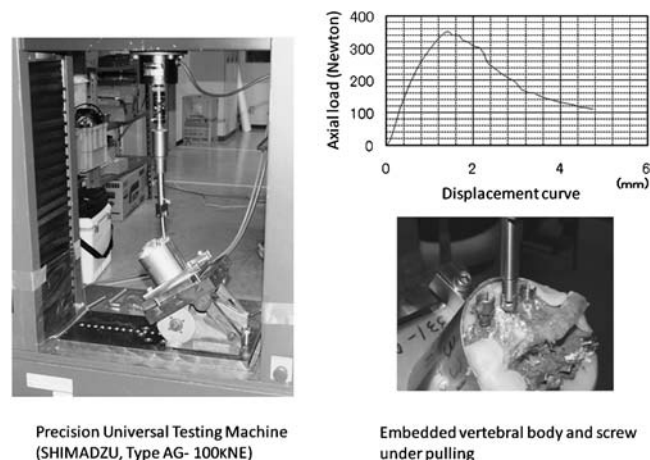 400
300
200
100
0
Axial load (Newton)
0 2 4 6
(mm)
Displacement curve
331-
Precision Universal Testing Machine
(SHIMADZU, Type AG- 100KNE)
Embedded vertebral body and screw
under pulling